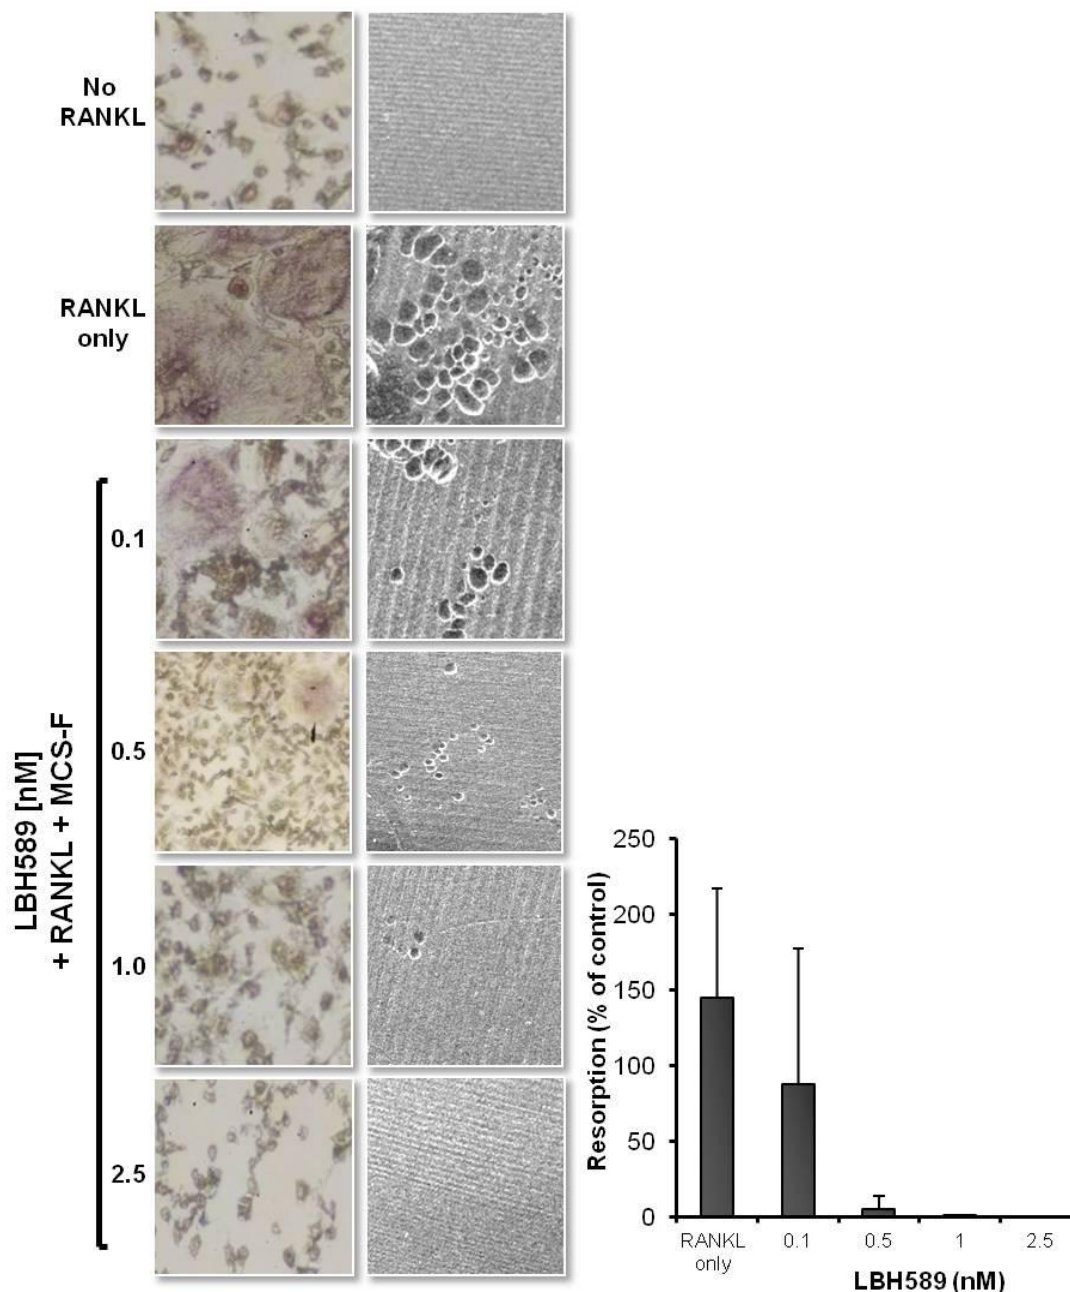 No
RANKL
RANKL
only
0.1
0.5
1.0
2.5
LBH589 [nM]
+ RANKL + MCS-F
250
200
150
100
50
0
Resorption (% of control)
RANKL
only
0.1
0.5
1
2.5
LBH589 (nM)